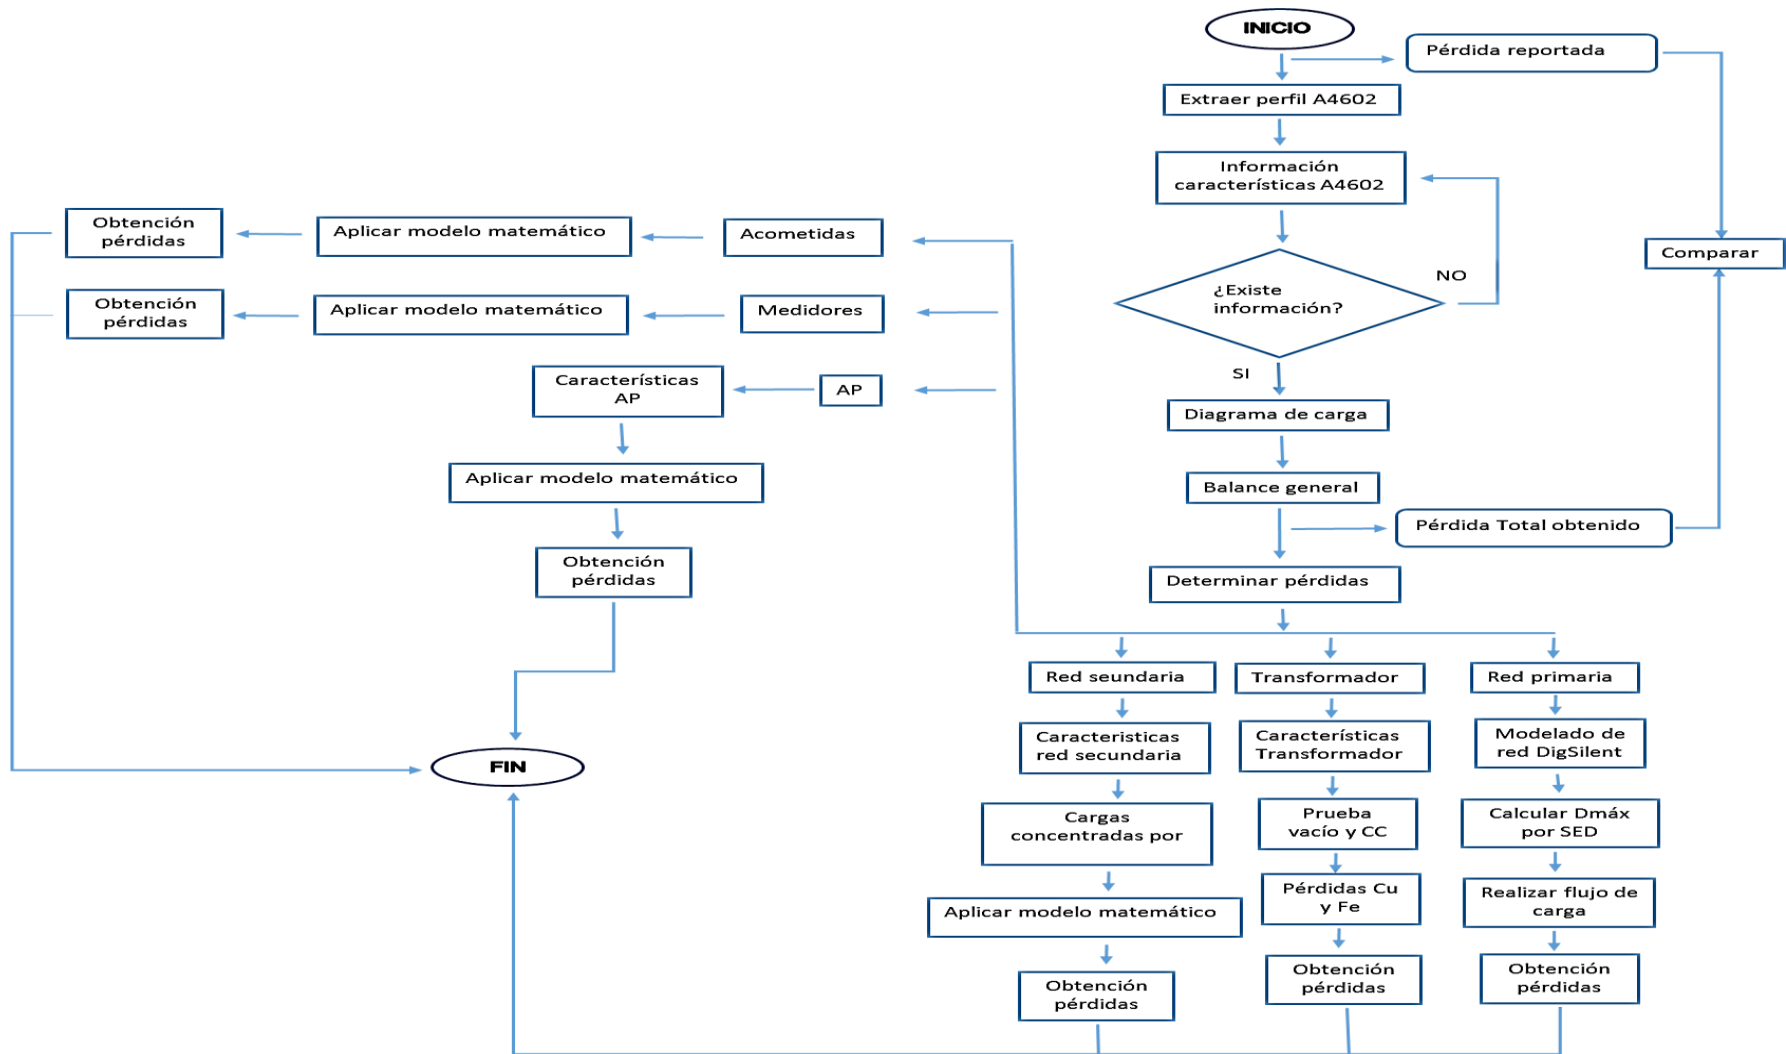 INICIO
Pérdida reportada
Extraer perfil A4602
Información
características A4602
Comparar
¿Existe
información?
NO
SI
Diagrama de carga
Balance general
Pérdida Total obtenido
Determinar pérdidas
Acometidas
Aplicar modelo matemático
Obtención
pérdidas
Medidores
Aplicar modelo matemático
Obtención
pérdidas
AP
Características
AP
Aplicar modelo matemático
Obtención
pérdidas
Red seundaria
Caracteristicas
red secundaria
Cargas
concentradas por
Aplicar modelo matemático
Obtención
pérdidas
Transformador
Características
Transformador
Prueba
vacío y CC
Pérdidas Cu
y Fe
Obtención
pérdidas
Red primaria
Modelado de
red DigSilent
Calcular Dmáx
por SED
Realizar flujo de
carga
Obtención
pérdidas
FIN